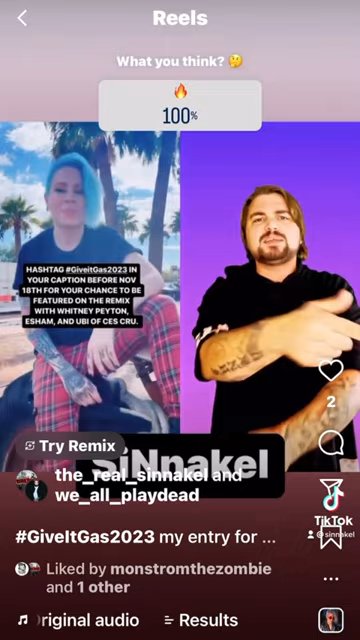 Reels
What you think? 🤔
🔥
100%
HASHTAG #GiveitGas2023 IN
YOUR CAPTION BEFORE NOV
18TH FOR YOUR CHANCE TO BE
FEATURED ON THE REMIX
WITH WHITNEY PEYTON,
ESHAM, AND UBI OF CES CRU.
2
Try Remix
SiNnakel
the_real_sinnakel and
we_all_playdead
TikTok
@sinnakel
#GiveItGas2023 my entry for ...
Liked by monstromthezombie
and 1 other
riginal audio
Results